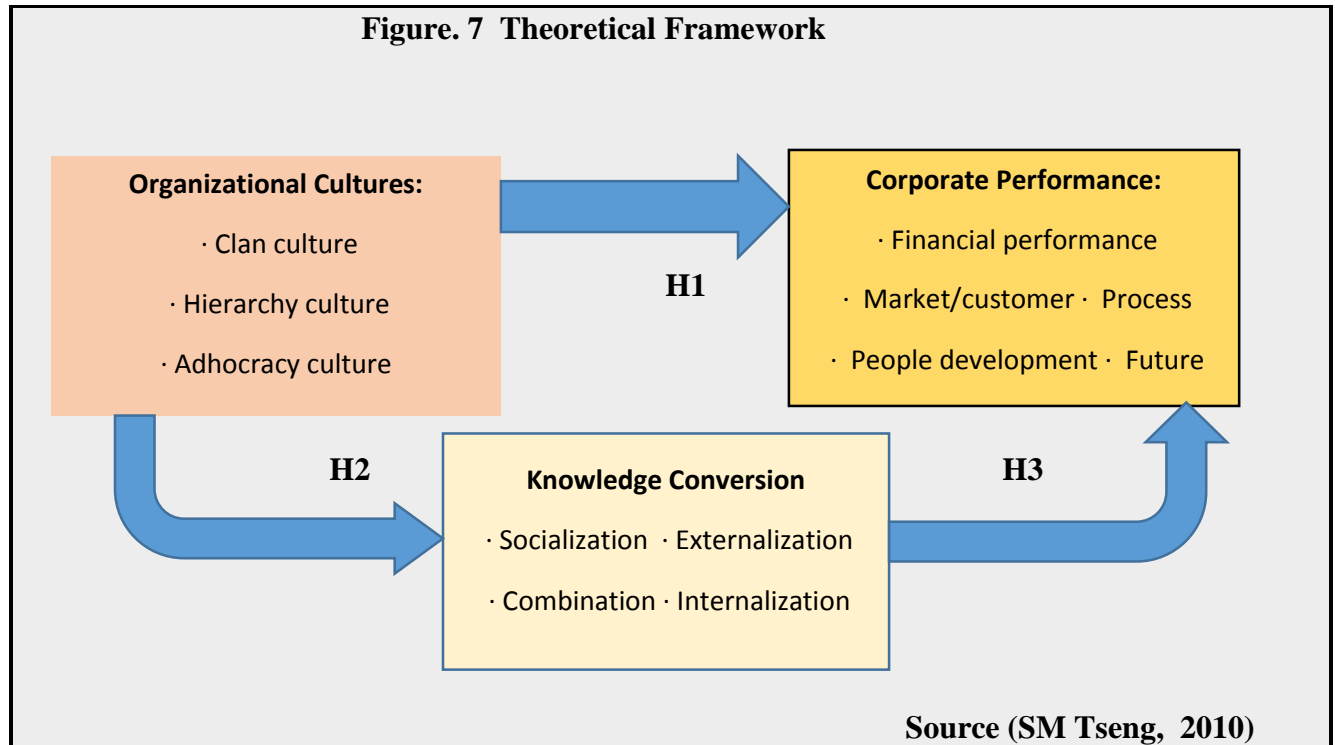 Figure. 7 Theoretical Framework
Organizational Cultures:
· Clan culture
· Hierarchy culture
· Adhocracy culture
H1
Corporate Performance:
· Financial performance
· Market/customer · Process
· People development · Future
H2
Knowledge Conversion
· Socialization · Externalization
· Combination · Internalization
H3
Source (SM Tseng, 2010)